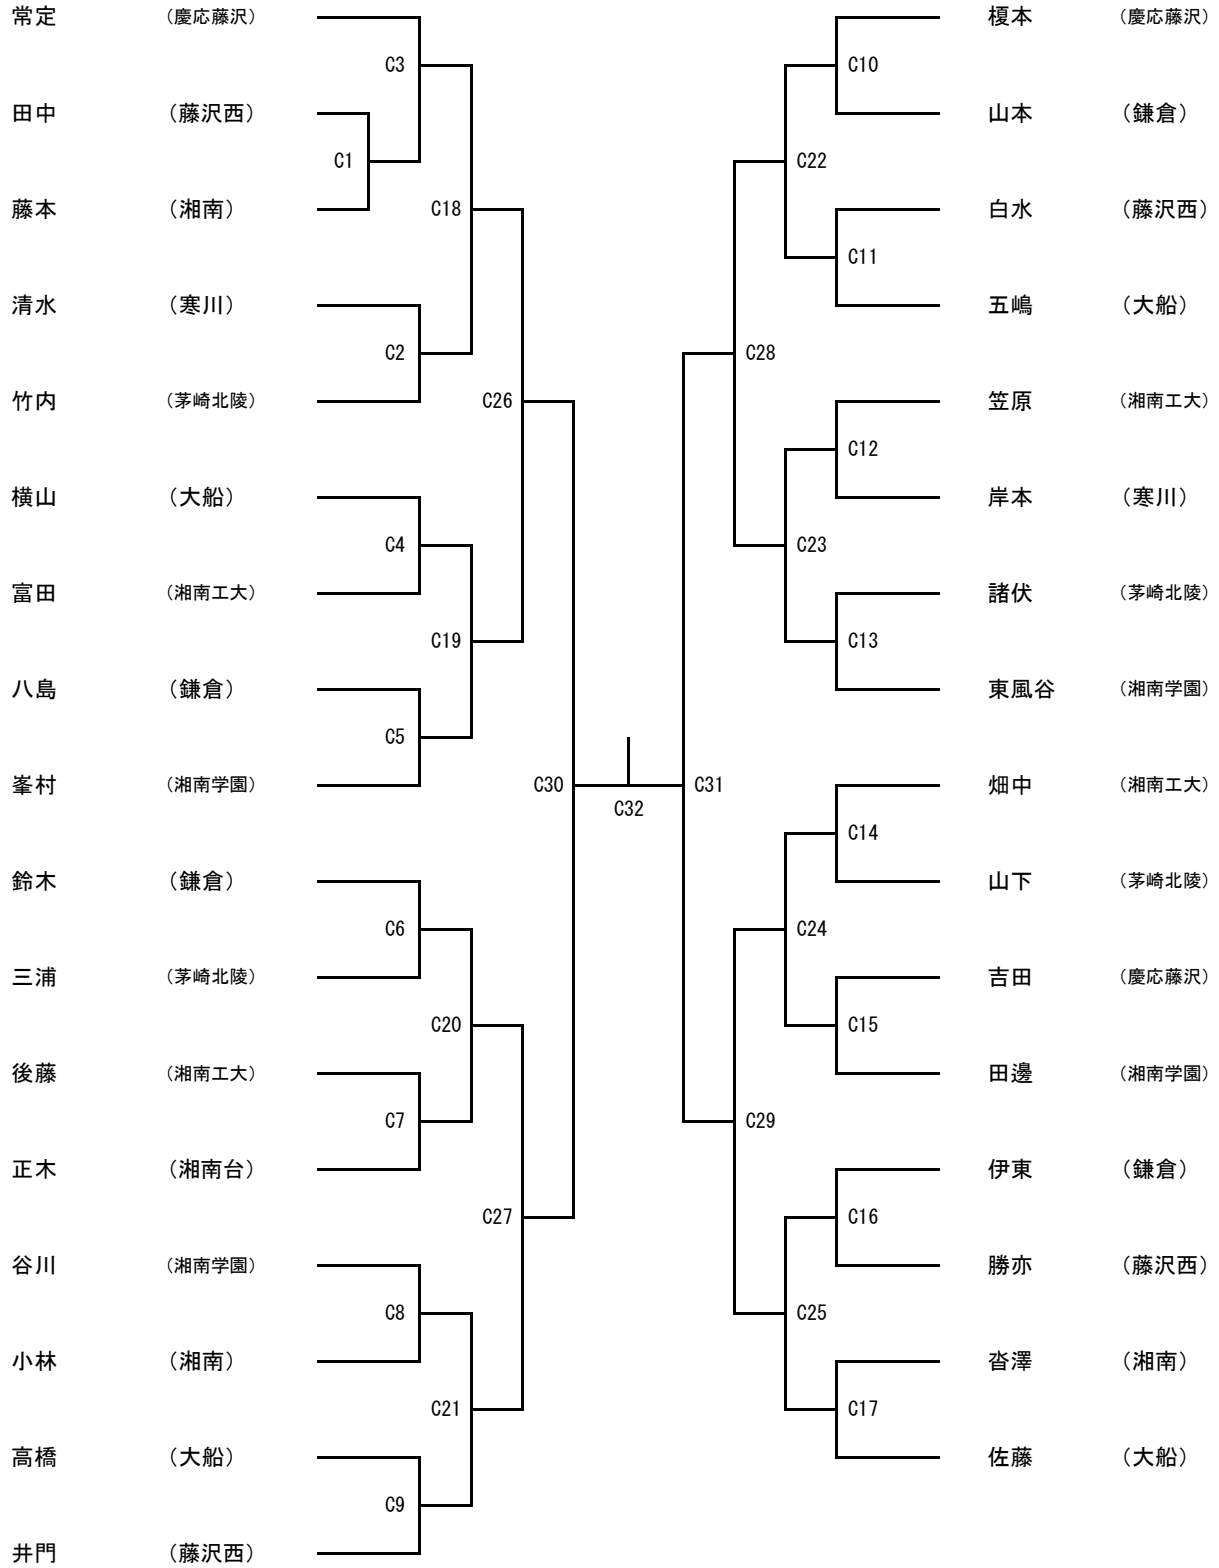 常定 （慶応藤沢）
C3
田中 （藤沢西）
C1
藤本 （湘南）
C18
清水 （寒川）
C2
竹内 （茅崎北陵）
C26
横山 （大船）
C4
富田 （湘南工大）
C19
八島 （鎌倉）
C5
峯村 （湘南学園）
C30
鈴木 （鎌倉）
C6
三浦 （茅崎北陵）
C20
後藤 （湘南工大）
C7
正木 （湘南台）
C27
谷川 （湘南学園）
C8
小林 （湘南）
C21
高橋 （大船）
C9
井門 （藤沢西）
C32
榎本 （慶応藤沢）
C10
山本 （鎌倉）
C22
白水 （藤沢西）
C11
五嶋 （大船）
C28
笠原 （湘南工大）
C12
岸本 （寒川）
C23
諸伏 （茅崎北陵）
C13
東風谷 （湘南学園）
C31
畑中 （湘南工大）
C14
山下 （茅崎北陵）
C24
吉田 （慶応藤沢）
C15
田邊 （湘南学園）
C29
伊東 （鎌倉）
C16
勝亦 （藤沢西）
C25
沓澤 （湘南）
C17
佐藤 （大船）